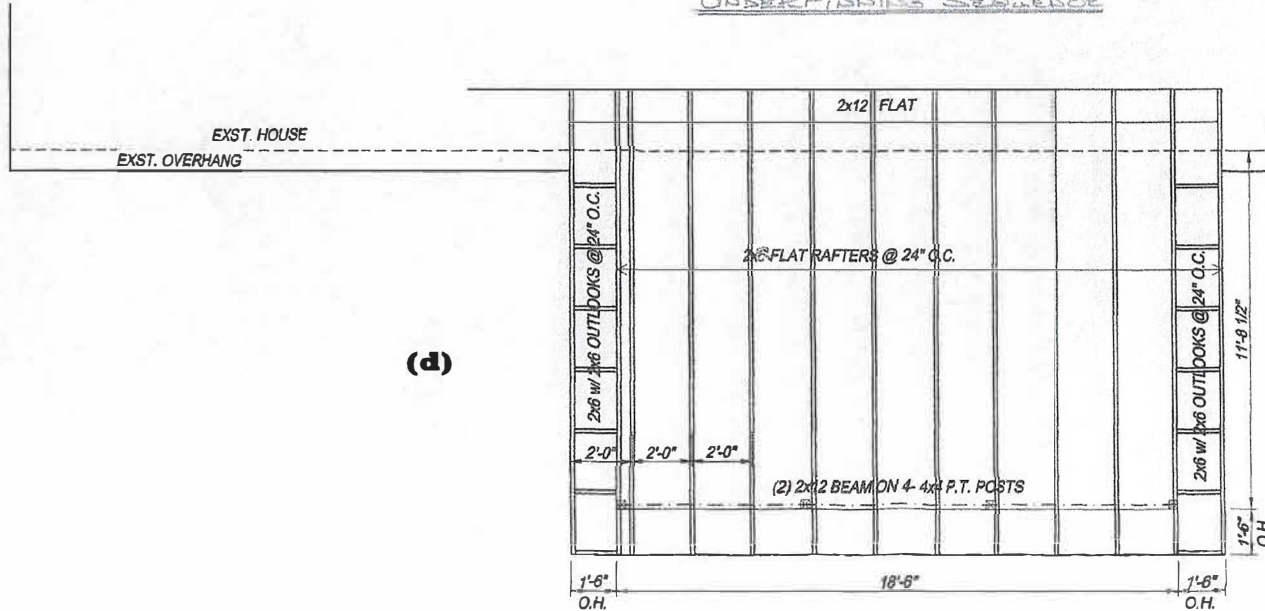 UNDERPINNING SEQUENCE
2x12 FLAT
EXST. HOUSE
EXST. OVERHANG
2x6 w/ 2x6 OUTLOOKS @ 24" O.C.
2x6 FLAT RAFTERS @ 24" O.C.
2x6 w/ 2x6 OUTLOOKS @ 24" O.C.
11'-8 1/2"
(d)
2'-0"
2'-0"
2'-0"
(2) 2x12 BEAM ON 4- 4x4 P.T. POSTS
1'-6"
O.H.
1'-6"
O.H.
18'-6"
1'-6"
O.H.